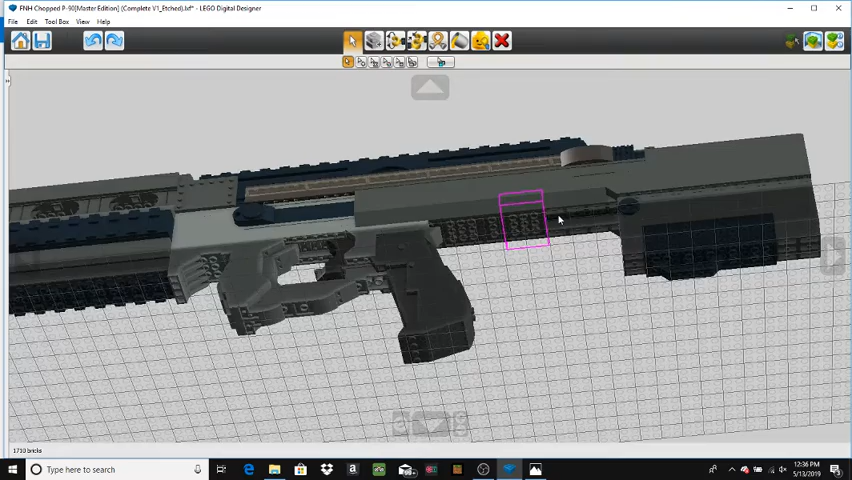 FNH Chopped P-90[Master Edition] (Complete V1_Etched).lxf* - LEGO Digital Designer
File Edit Tool Box View Help
1710 bricks
Type here to search
12:36 PM
5/13/2019